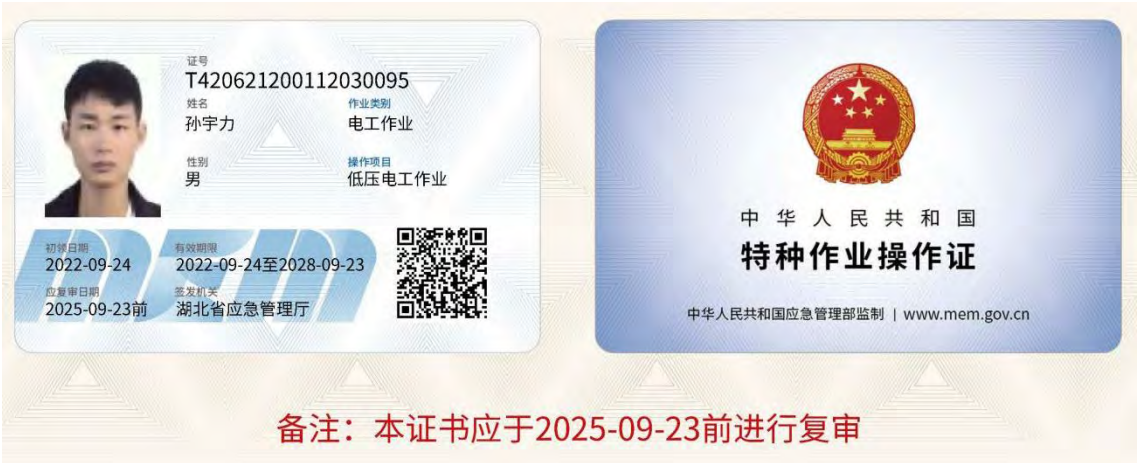 证号
T420621200112030095
姓名
作业类别
孙宇力
电工作业
性别
操作项目
男
低压电工作业
初领日期
有效期限
2022-09-24
2022-09-24至2028-09-23
应复审日期
签发机关
2025-09-23前
湖北省应急管理厅
中华人民共和国
特种作业操作证
中华人民共和国应急管理部监制 | www.mem.gov.cn
备注：本证书应于2025-09-23前进行复审